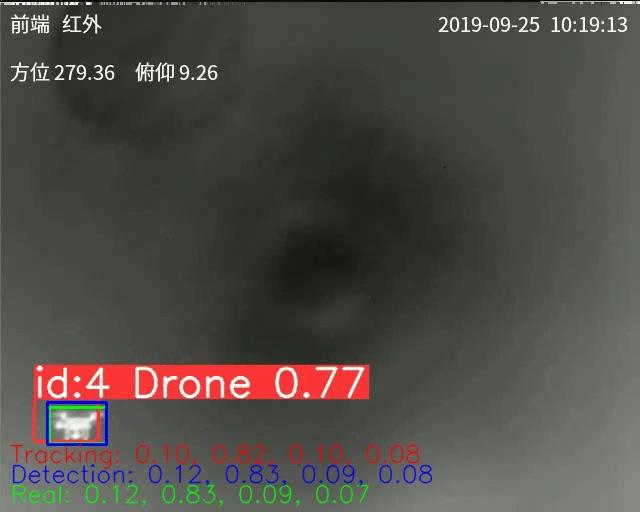 前端 红外 2019-09-25 10:19:13
方位 279.36 俯仰 9.26
id:4 Drone 0.77
Tracking: 0.10, 0.82, 0.10, 0.08
Detection: 0.12, 0.83, 0.09, 0.08
Real: 0.12, 0.83, 0.09, 0.07